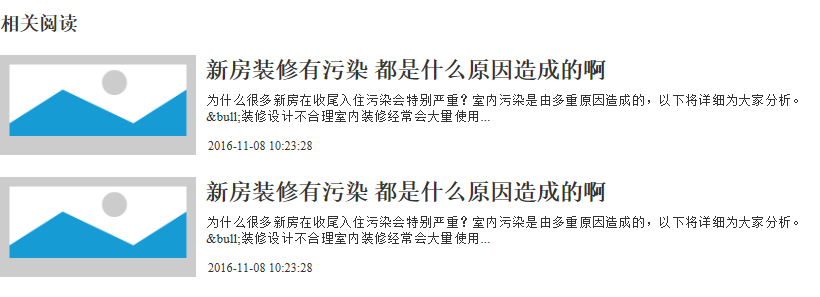 相关阅读
新房装修有污染 都是什么原因造成的啊
为什么很多新房在收尾入住污染会特别严重？室内污染是由多重原因造成的，以下将详细为大家分析。
&bull;装修设计不合理室内装修经常会大量使用...
2016-11-08 10:23:28
新房装修有污染 都是什么原因造成的啊
为什么很多新房在收尾入住污染会特别严重？室内污染是由多重原因造成的，以下将详细为大家分析。
&bull;装修设计不合理室内装修经常会大量使用...
2016-11-08 10:23:28